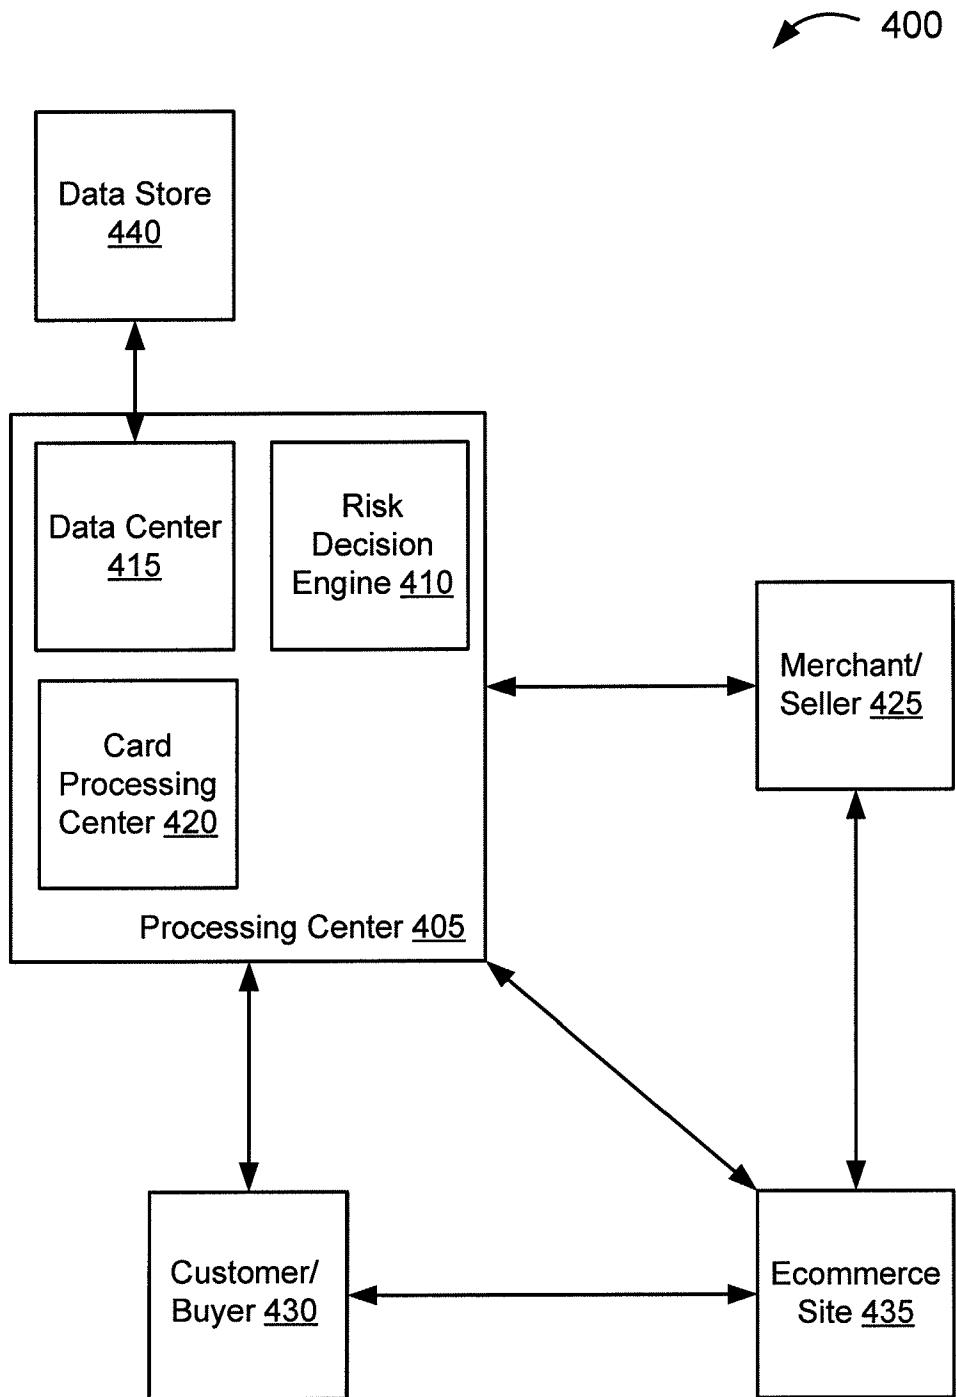 400
Data Store
440
Data Center
415
Risk
Decision
Engine 410
Merchant/
Seller 425
Card
Processing
Center 420
Processing Center 405
Customer/
Buyer 430
Ecommerce
Site 435